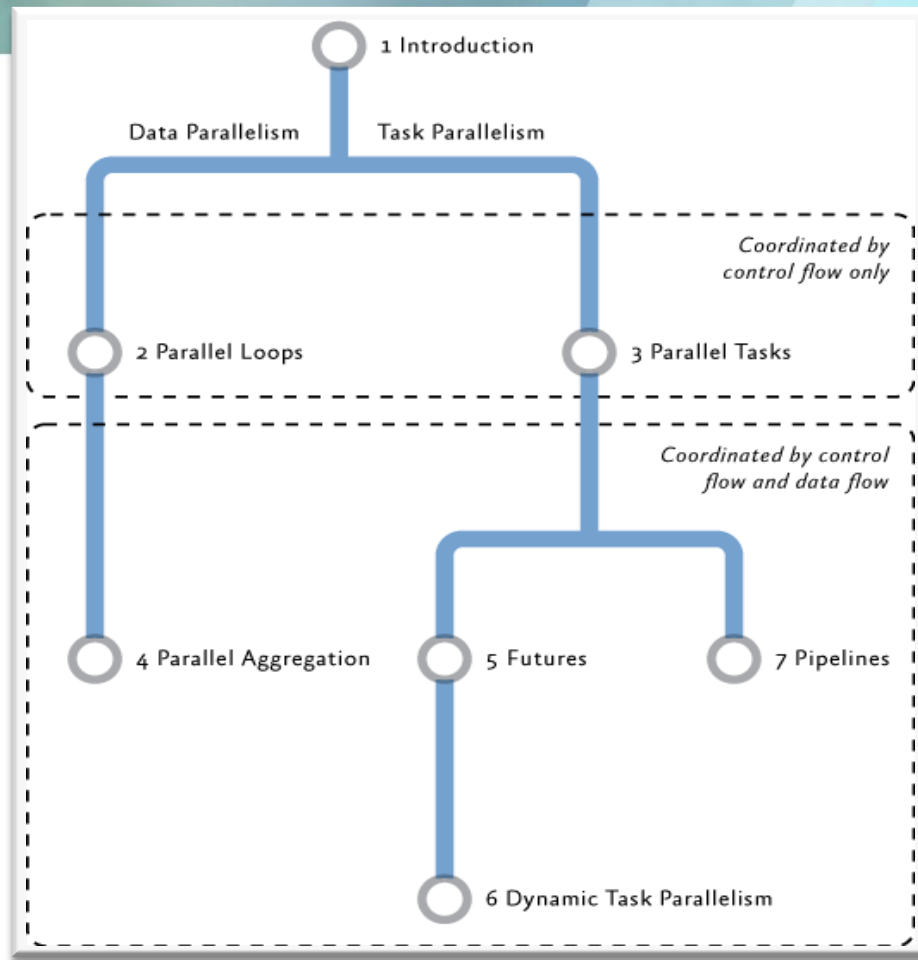 1 Introduction
Data Parallelism
Task Parallelism
Coordinated by
control flow only
2 Parallel Loops
3 Parallel Tasks
Coordinated by control
flow and data flow
4 Parallel Aggregation
5 Futures
7 Pipelines
6 Dynamic Task Parallelism